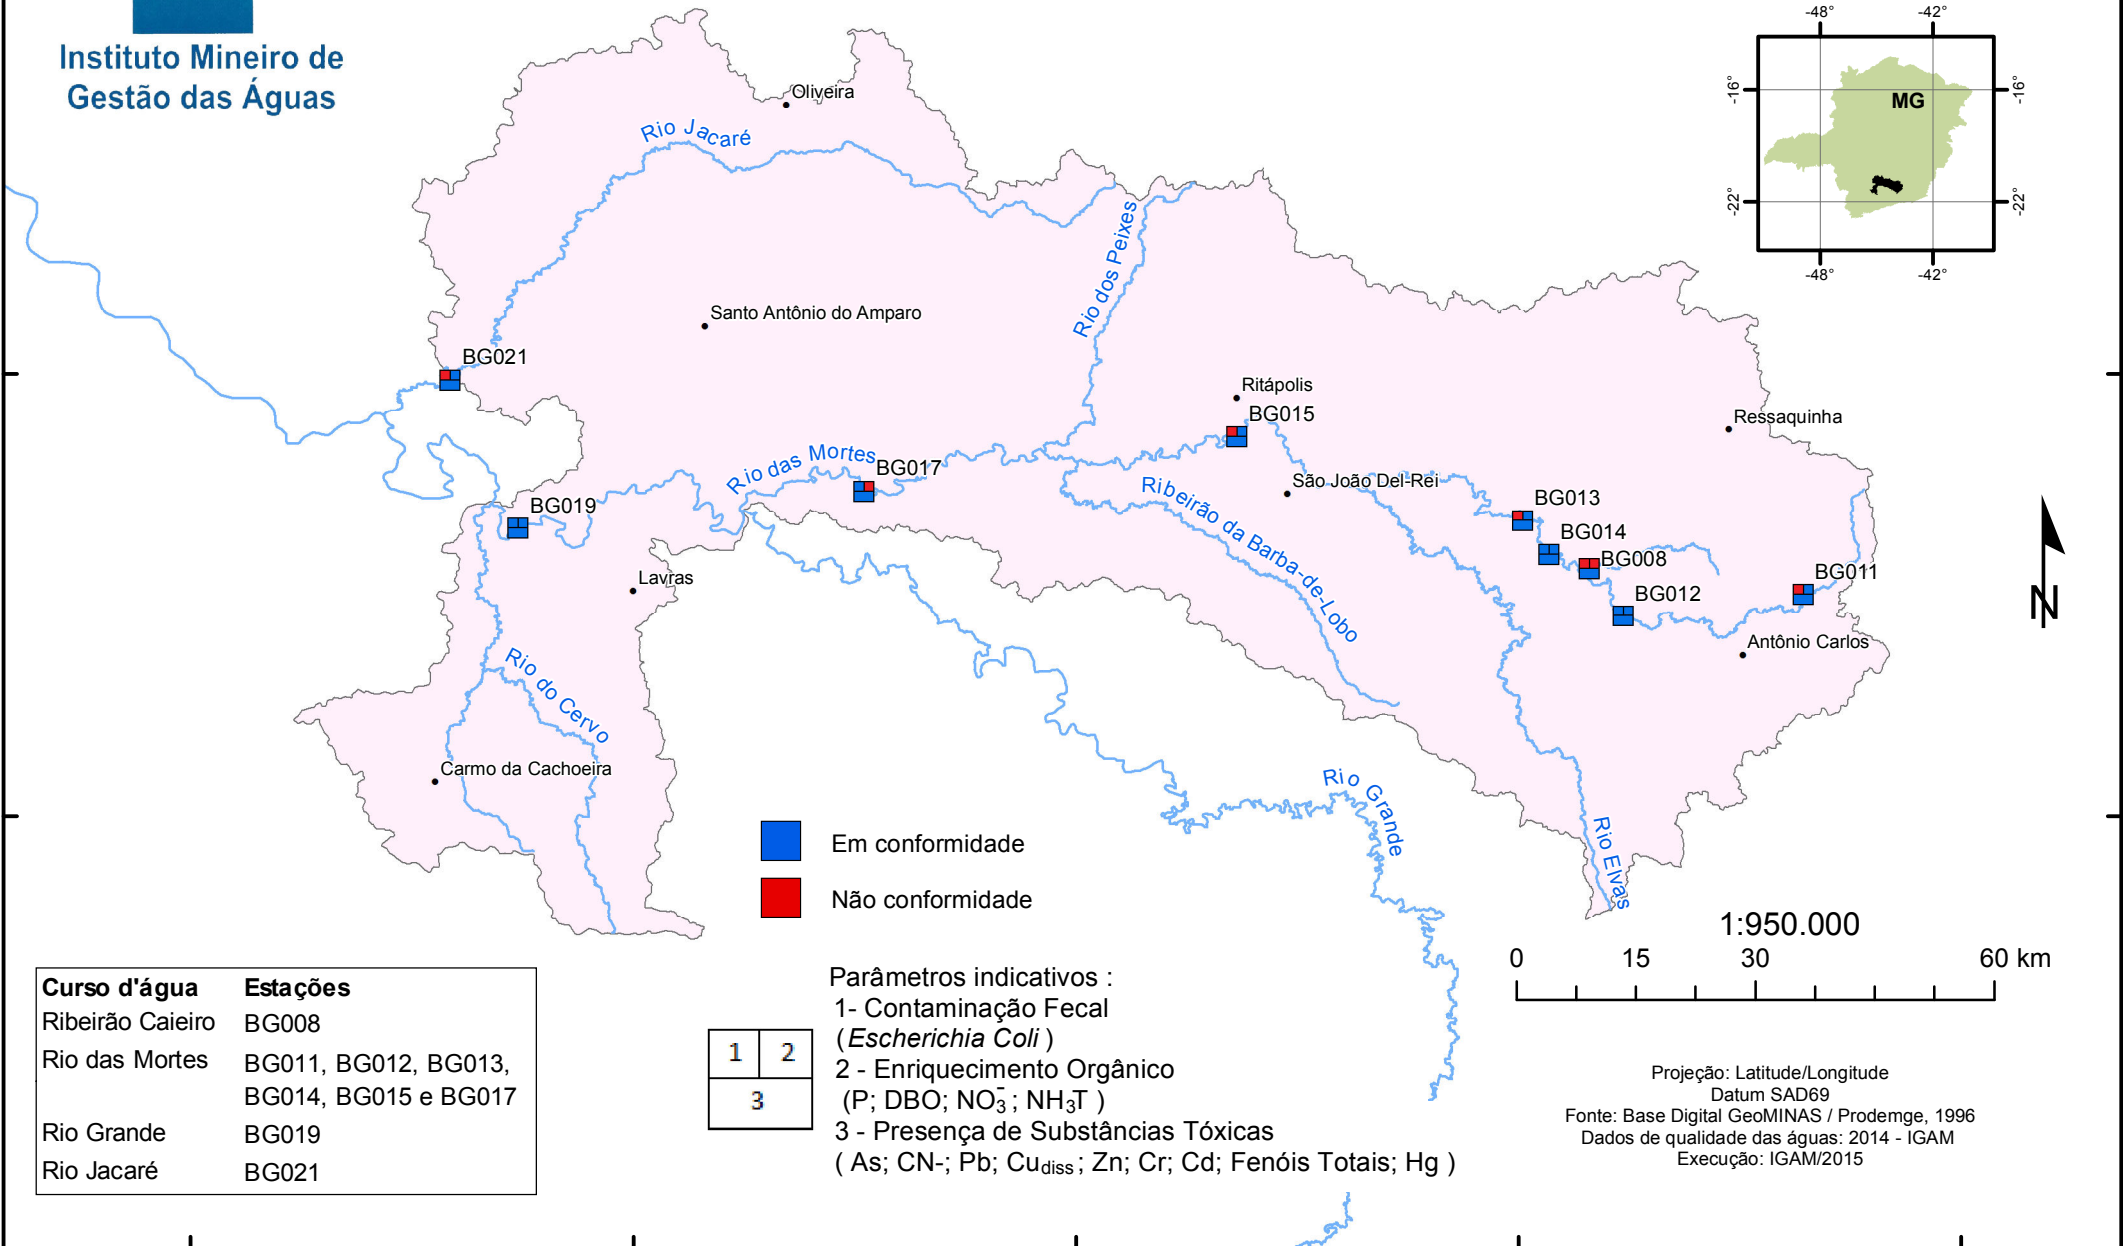 Instituto Mineiro de
Gestão das Águas
-48° -42°
-16° -16°
MG
-22° -22°
-48° -42°
Oliveira
Rio Jacaré
Rio dos Peixes
Santo Antônio do Amparo
BG021
Ritápolis
BG015
Ressaquinha
Rio das Mortes
BG017
São João Del-Rei
Ribeirão da Barba-de-Lobo
BG019
BG013
BG014
BG008
BG011
BG012
N
Lavras
Antônio Carlos
Rio do Cervo
Carmo da Cachoeira
Rio Grande
Rio Elvas
Em conformidade
Não conformidade
1:950.000
0 15 30 60 km
Curso d'água Estações
Ribeirão Caieiro BG008
Rio das Mortes BG011, BG012, BG013,
BG014, BG015 e BG017
Rio Grande BG019
Rio Jacaré BG021
1 2
3
Parâmetros indicativos :
1- Contaminação Fecal
(Escherichia Coli )
2 - Enriquecimento Orgânico
(P; DBO; NO₃⁻; NH₃T )
3 - Presença de Substâncias Tóxicas
( As; CN-; Pb; Cudiss; Zn; Cr; Cd; Fenóis Totais; Hg )
Projeção: Latitude/Longitude
Datum SAD69
Fonte: Base Digital GeoMINAS / Prodemge, 1996
Dados de qualidade das águas: 2014 - IGAM
Execução: IGAM/2015